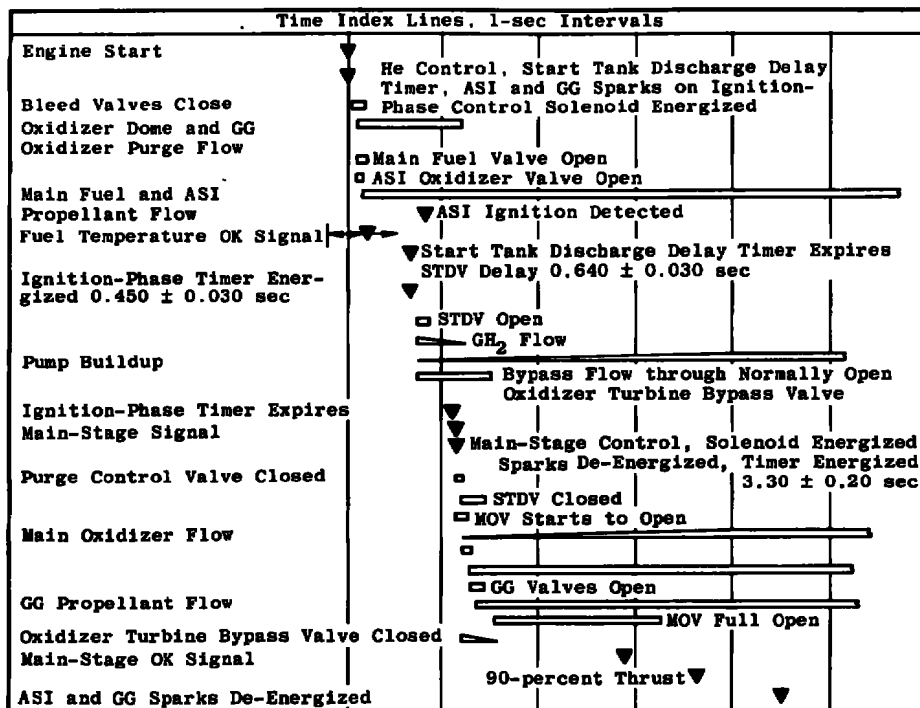 Time Index Lines, 1-sec Intervals
Engine Start
He Control, Start Tank Discharge Delay
Timer, ASI and GG Sparks on Ignition-
Phase Control Solenoid Energized
Bleed Valves Close
Oxidizer Dome and GG
Oxidizer Purge Flow
Main Fuel Valve Open
ASI Oxidizer Valve Open
Main Fuel and ASI
Propellant Flow
ASI Ignition Detected
Fuel Temperature OK Signal
Start Tank Discharge Delay Timer Expires
STDV Delay 0.640 ± 0.030 sec
Ignition-Phase Timer Ener-
gized 0.450 ± 0.030 sec
STDV Open
GH2 Flow
Pump Buildup
Bypass Flow through Normally Open
Oxidizer Turbine Bypass Valve
Ignition-Phase Timer Expires
Main-Stage Signal
Main-Stage Control, Solenoid Energized
Sparks De-Energized, Timer Energized
3.30 ± 0.20 sec
Purge Control Valve Closed
STDV Closed
MOV Starts to Open
Main Oxidizer Flow
GG Valves Open
GG Propellant Flow
MOV Full Open
Oxidizer Turbine Bypass Valve Closed
Main-Stage OK Signal
90-percent Thrust
ASI and GG Sparks De-Energized